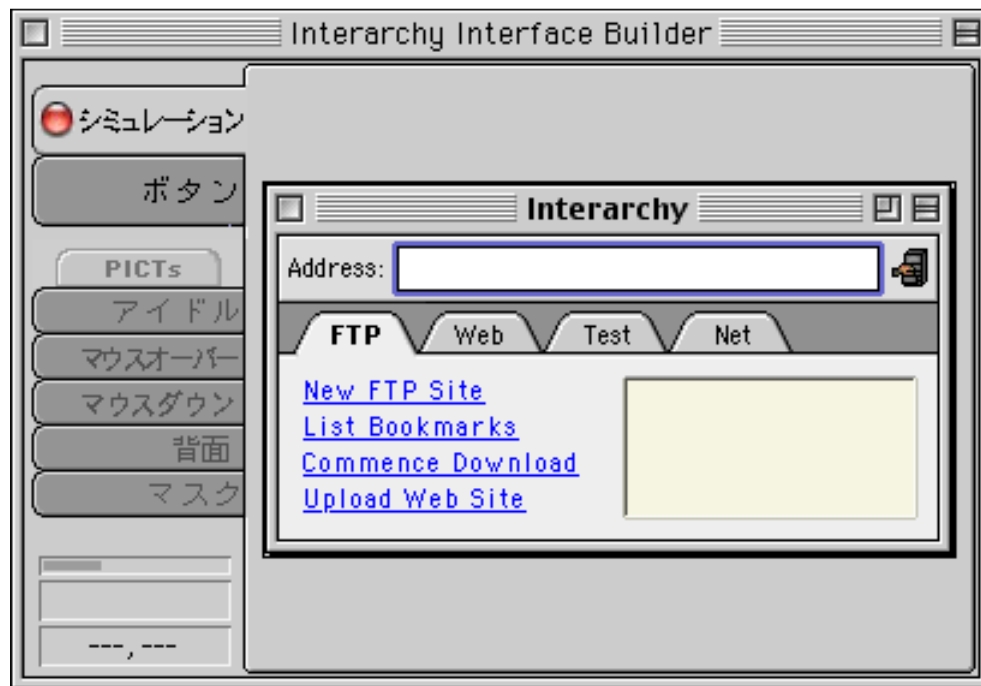 Interarchy Interface Builder
シミュレーション
ボタン
PICTs
アイドル
マウスオーバー
マウスダウン
背面
マスク
---,---
Interarchy
Address:
FTP Web Test Net
New FTP Site
List Bookmarks
Commence Download
Upload Web Site